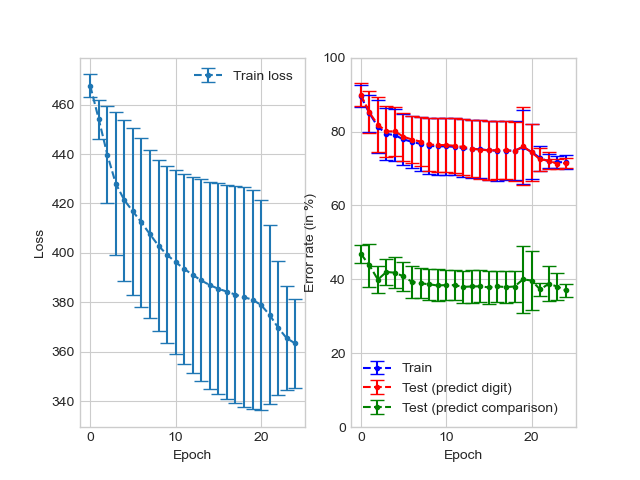 Train loss
460
440
420
400
380
360
340
Loss
0
10
20
Epoch
100
80
60
40
20
0
Error rate (in %)
Train
Test (predict digit)
Test (predict comparison)
0
10
20
Epoch